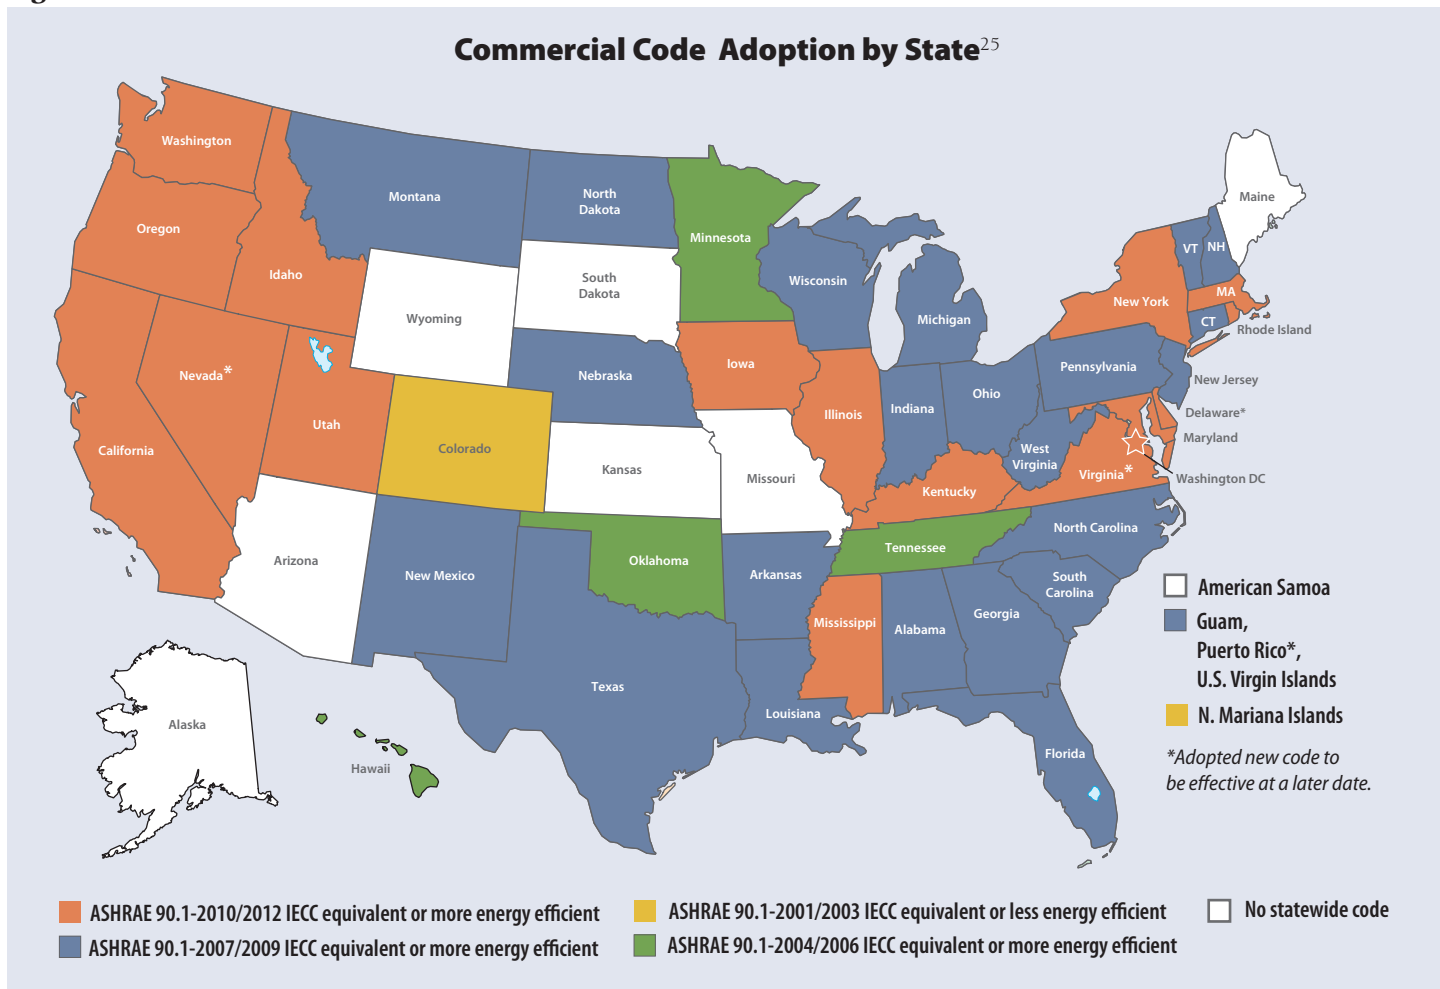 Commercial Code Adoption by State25
Washington
Oregon
Idaho
Montana
North
Dakota
Minnesota
Wisconsin
Michigan
Maine
VT
NH
New York
MA
CT
Rhode Island
South
Dakota
Wyoming
Nebraska
Iowa
Illinois
Indiana
Ohio
Pennsylvania
New Jersey
Delaware*
Maryland
Washington DC
West
Virginia
Virginia*
Nevada*
Utah
California
Colorado
Kansas
Missouri
Kentucky
North Carolina
Tennessee
South
Carolina
Arizona
New Mexico
Oklahoma
Arkansas
Mississippi
Alabama
Georgia
Texas
Louisiana
Florida
Alaska
Hawaii
American Samoa
Guam,
Puerto Rico*,
U.S. Virgin Islands
N. Mariana Islands
*Adopted new code to
be effective at a later date.
ASHRAE 90.1-2010/2012 IECC equivalent or more energy efficient
ASHRAE 90.1-2007/2009 IECC equivalent or more energy efficient
ASHRAE 90.1-2001/2003 IECC equivalent or less energy efficient
ASHRAE 90.1-2004/2006 IECC equivalent or more energy efficient
No statewide code